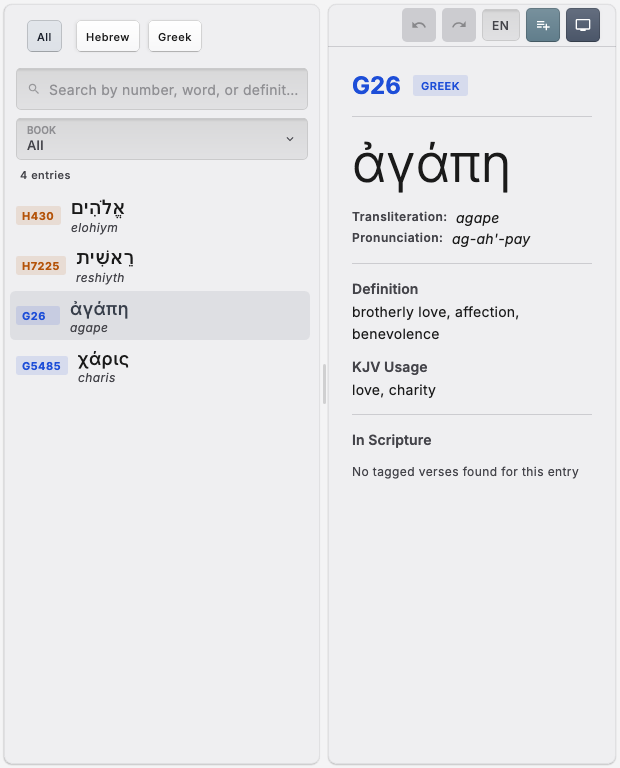 All
Hebrew
Greek
Search by number, word, or definit...
BOOK
All
4 entries
H430
אֱלֹהִים
elohiym
H7225
רֵאשִׁית
reshiyth
G26
ἀγάπη
agape
G5485
χάρις
charis
EN
G26 GREEK
ἀγάπη
Transliteration: agape
Pronunciation: ag-ah'-pay
Definition
brotherly love, affection,
benevolence
KJV Usage
love, charity
In Scripture
No tagged verses found for this entry